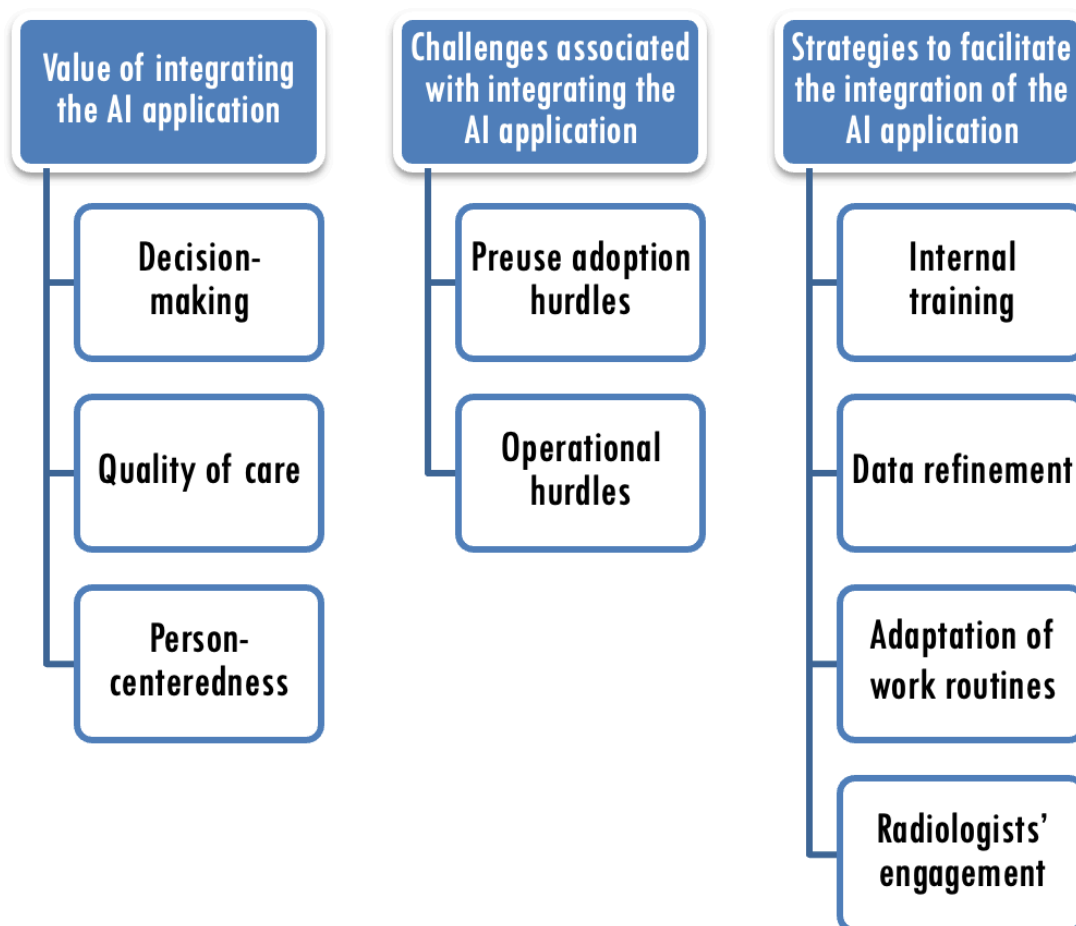 Value of integrating
the AI application
Decision-
making
Quality of care
Person-
centeredness
Challenges associated
with integrating the
AI application
Preuse adoption
hurdles
Operational
hurdles
Strategies to facilitate
the integration of the
AI application
Internal
training
Data refinement
Adaptation of
work routines
Radiologists’
engagement